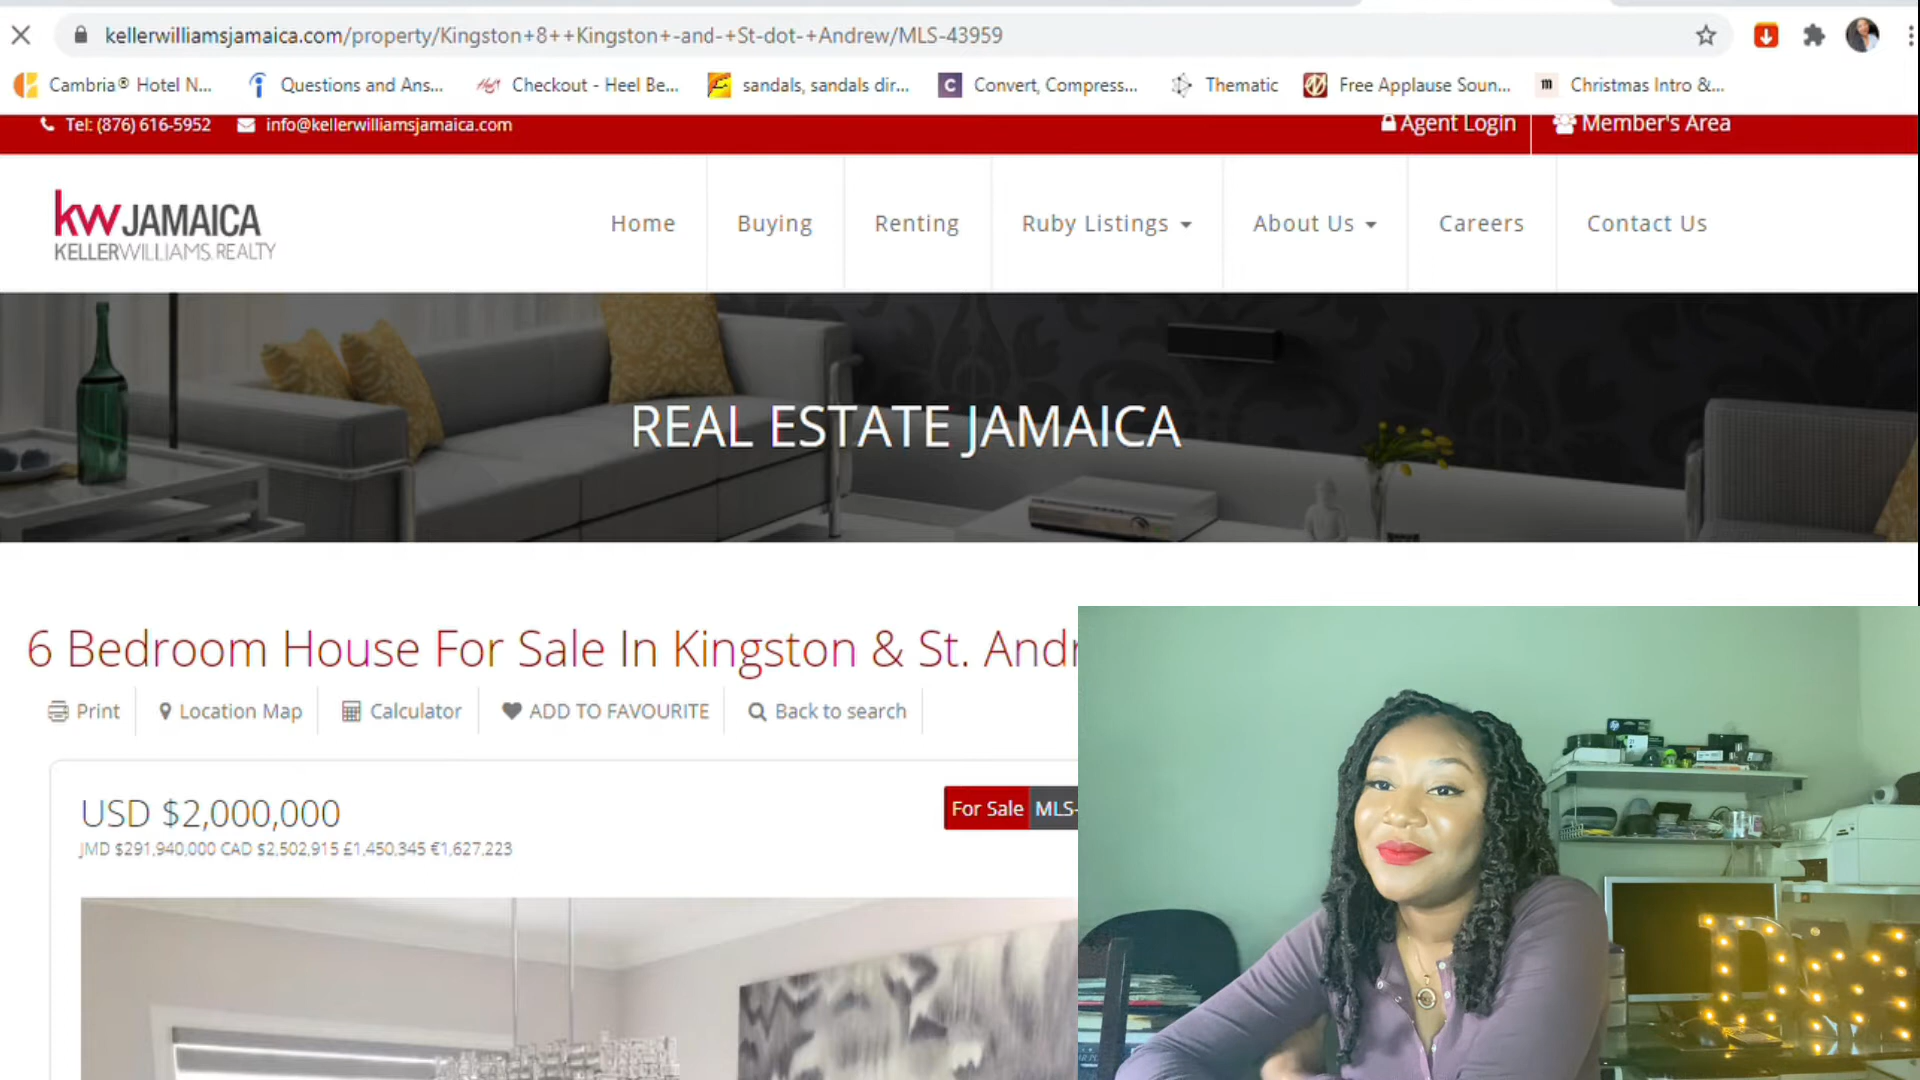 kellerwilliamsjamaica.com/property/Kingston+8++Kingston+-and-+St-dot-+Andrew/MLS-43959
Cambria® Hotel N... Questions and Ans... Checkout - Heel Be... sandals, sandals dir... C Convert, Compress... Thematic Free Applause Soun... m Christmas Intro &...
Tel: (876) 616-5952 info@kellerwilliamsjamaica.com Agent Login Member's Area
kw JAMAICA
KELLERWILLIAMS. REALTY
Home Buying Renting Ruby Listings About Us Careers Contact Us
REAL ESTATE JAMAICA
6 Bedroom House For Sale In Kingston & St. Andr
Print Location Map Calculator ADD TO FAVOURITE Back to search
USD $2,000,000 For Sale MLS-
JMD $291,940,000 CAD $2,502,915 £1,450,345 €1,627,223